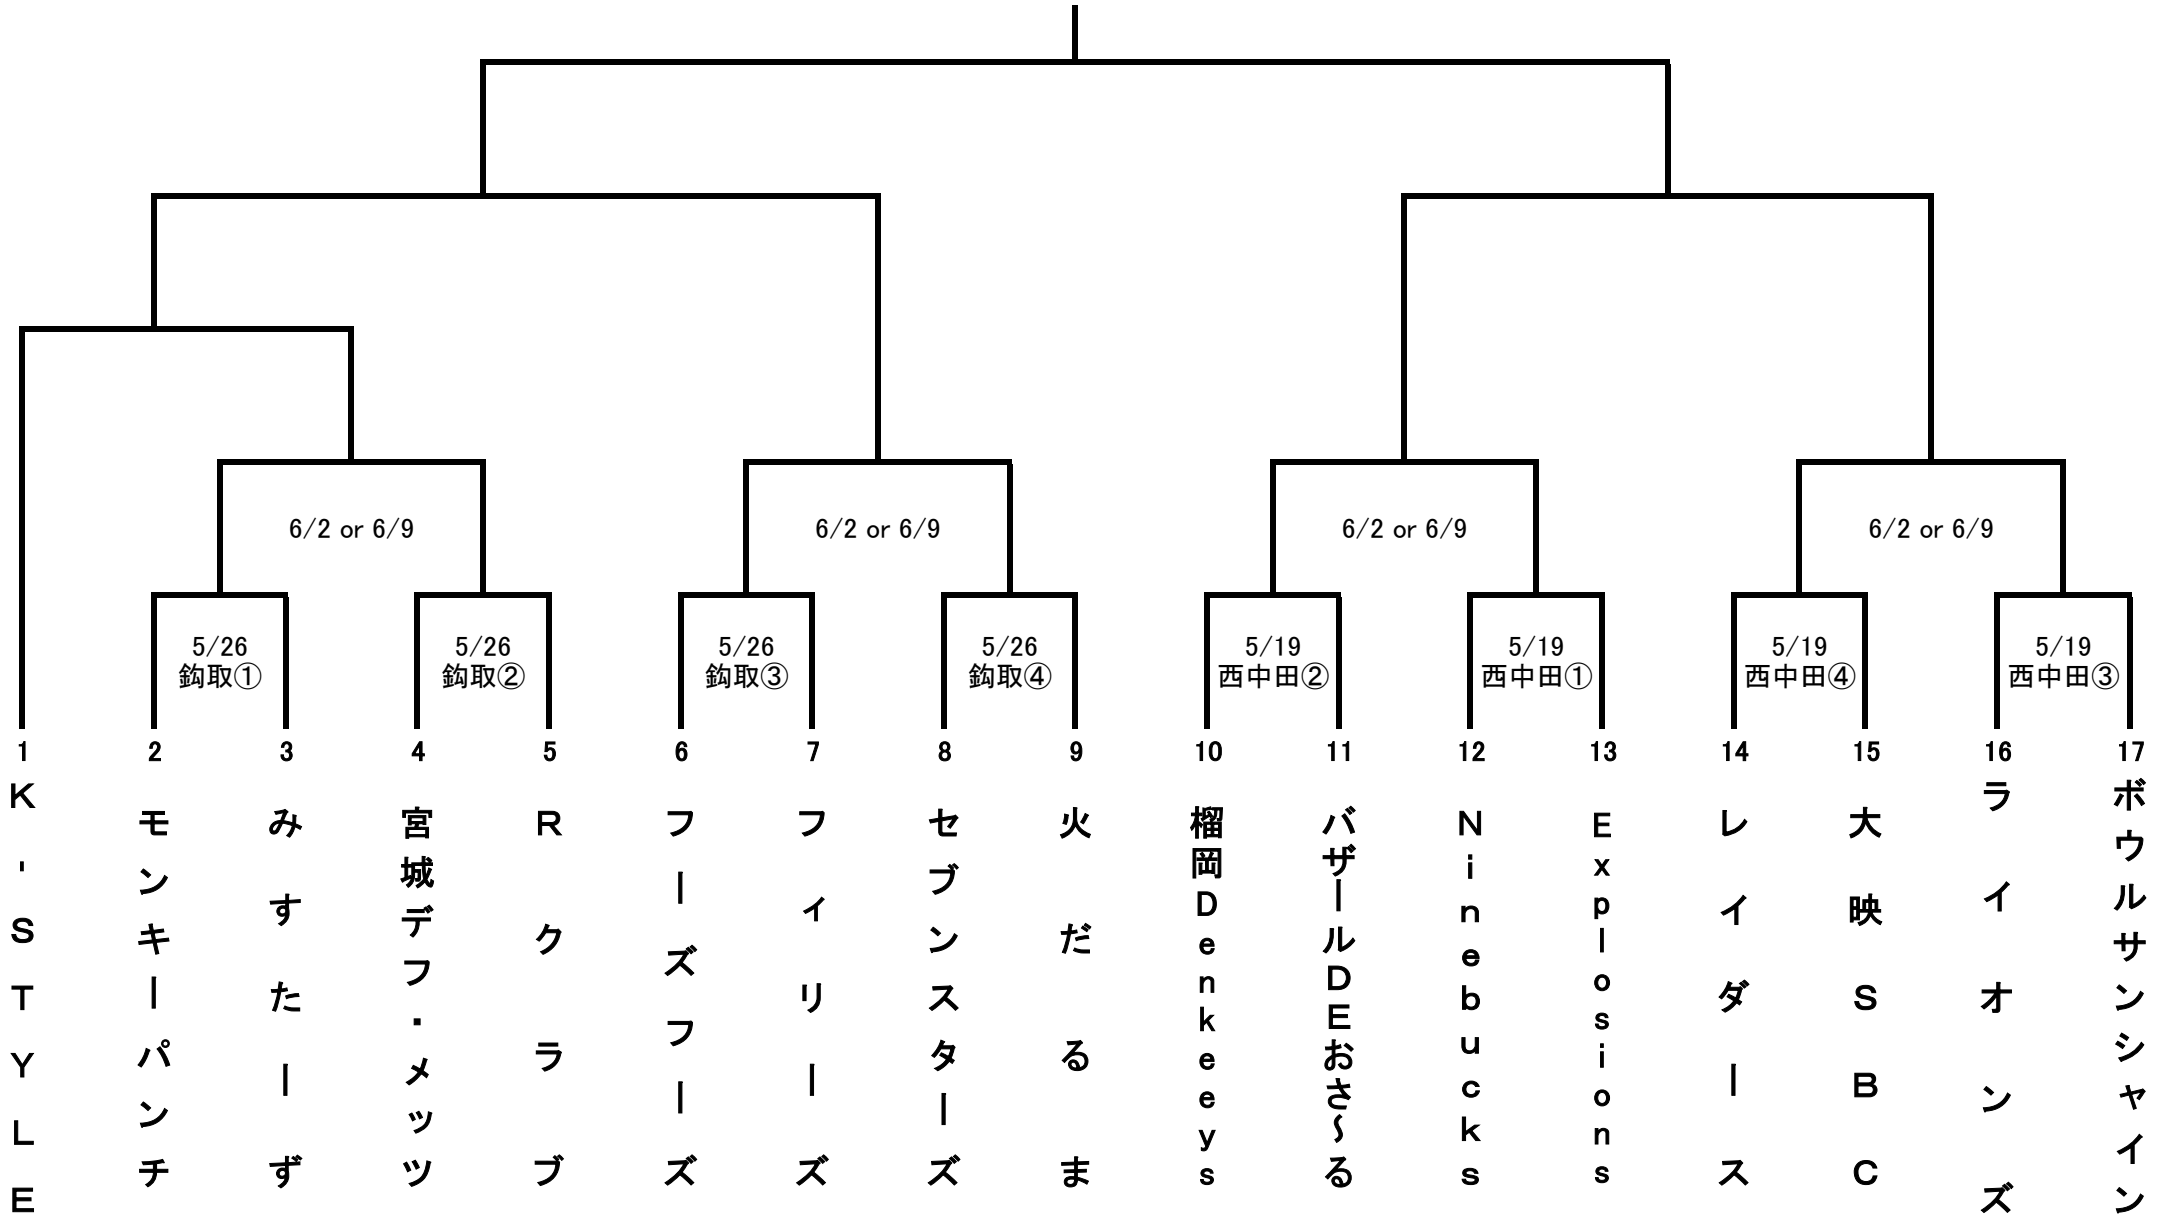 6/2 or 6/9
6/2 or 6/9
6/2 or 6/9
6/2 or 6/9
5/26
鈎取①
5/26
鈎取②
5/26
鈎取③
5/26
鈎取④
5/19
西中田②
5/19
西中田①
5/19
西中田④
5/19
西中田③
1
K'STYLE
2
モンキーパンチ
3
みすたーず
4
宮城デフ・メッツ
5
Rクラブ
6
フーズフーズ
7
フィリーズ
8
セブンスターズ
9
火だるま
10
榴岡Denkeys
11
バザールDEおさ～る
12
Ninebucks
13
Explosions
14
レイダース
15
大映SBC
16
ライオンズ
17
ボウルサンシャイン